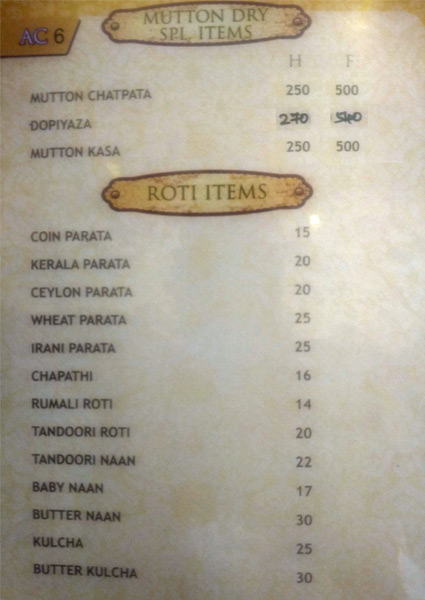 AC 6
MUTTON DRY
SPL. ITEMS
H F
MUTTON CHATPATA 250 500
DOPIYAZA 270 540
MUTTON KASA 250 500
ROTI ITEMS
COIN PARATA 15
KERALA PARATA 20
CEYLON PARATA 20
WHEAT PARATA 25
IRANI PARATA 25
CHAPATHI 16
RUMALI ROTI 14
TANDOORI ROTI 20
TANDOORI NAAN 22
BABY NAAN 17
BUTTER NAAN 30
KULCHA 25
BUTTER KULCHA 30